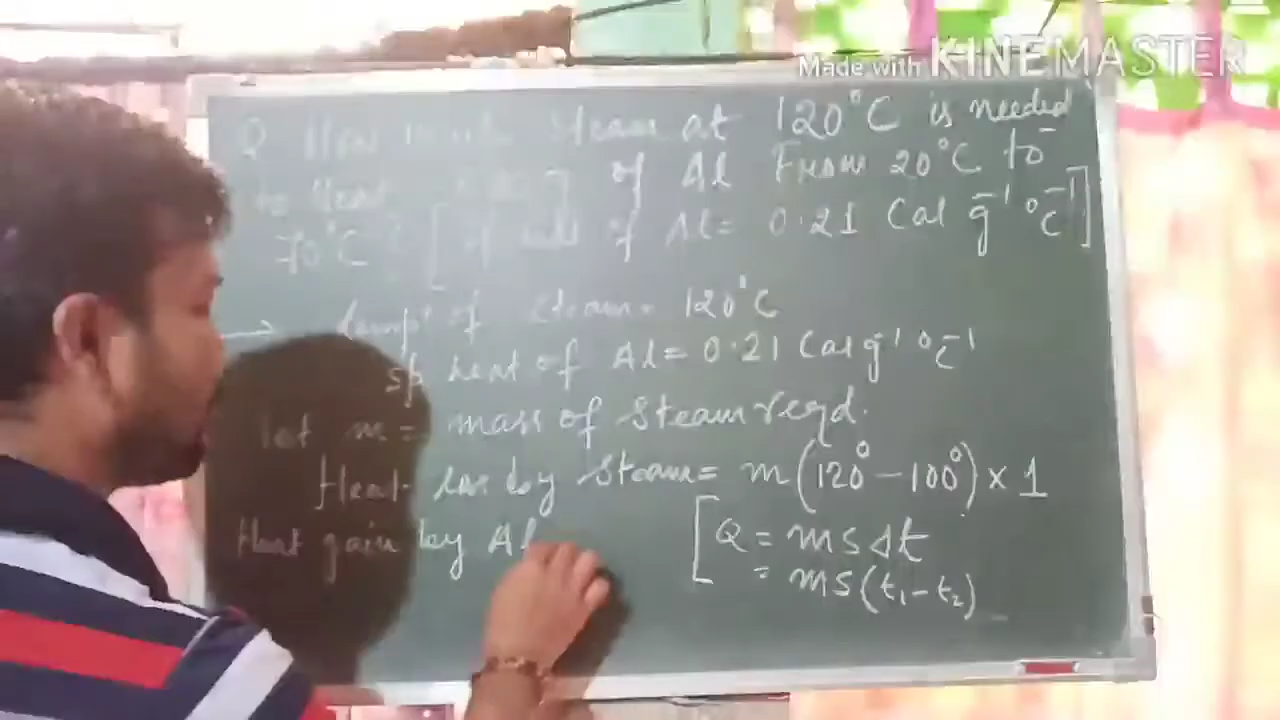 Made with KINEMASTER
Q How much steam at 120°C is needed
to Heat of Al From 20°C to
70°C ? [ of Al = 0.21 Cal g⁻¹ °C⁻¹]
→ temp' of steam = 120°C
sp heat of Al = 0.21 Cal g⁻¹ °C⁻¹
let m = mass of steam reqd.
Heat by steam = m(120° - 100°) × 1
Heat gain by Al
[Q = ms Δt
= ms(t₁ - t₂)